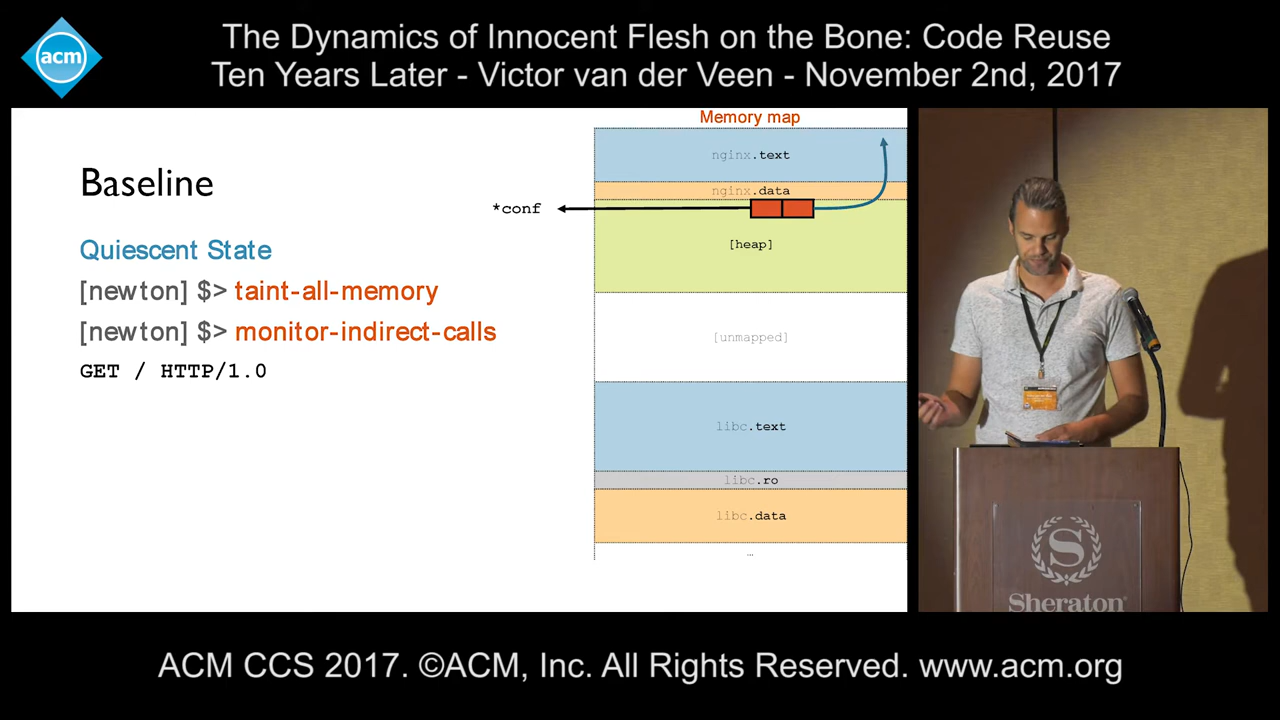 acm
The Dynamics of Innocent Flesh on the Bone: Code Reuse
Ten Years Later - Victor van der Veen - November 2nd, 2017
Baseline
Quiescent State
[newton] $> taint-all-memory
[newton] $> monitor-indirect-calls
GET / HTTP/1.0
Memory map
nginx.text
nginx.data
*conf
[heap]
[unmapped]
libc.text
libc.ro
libc.data
…
S
Sheraton®
ACM CCS 2017. ©ACM, Inc. All Rights Reserved. www.acm.org